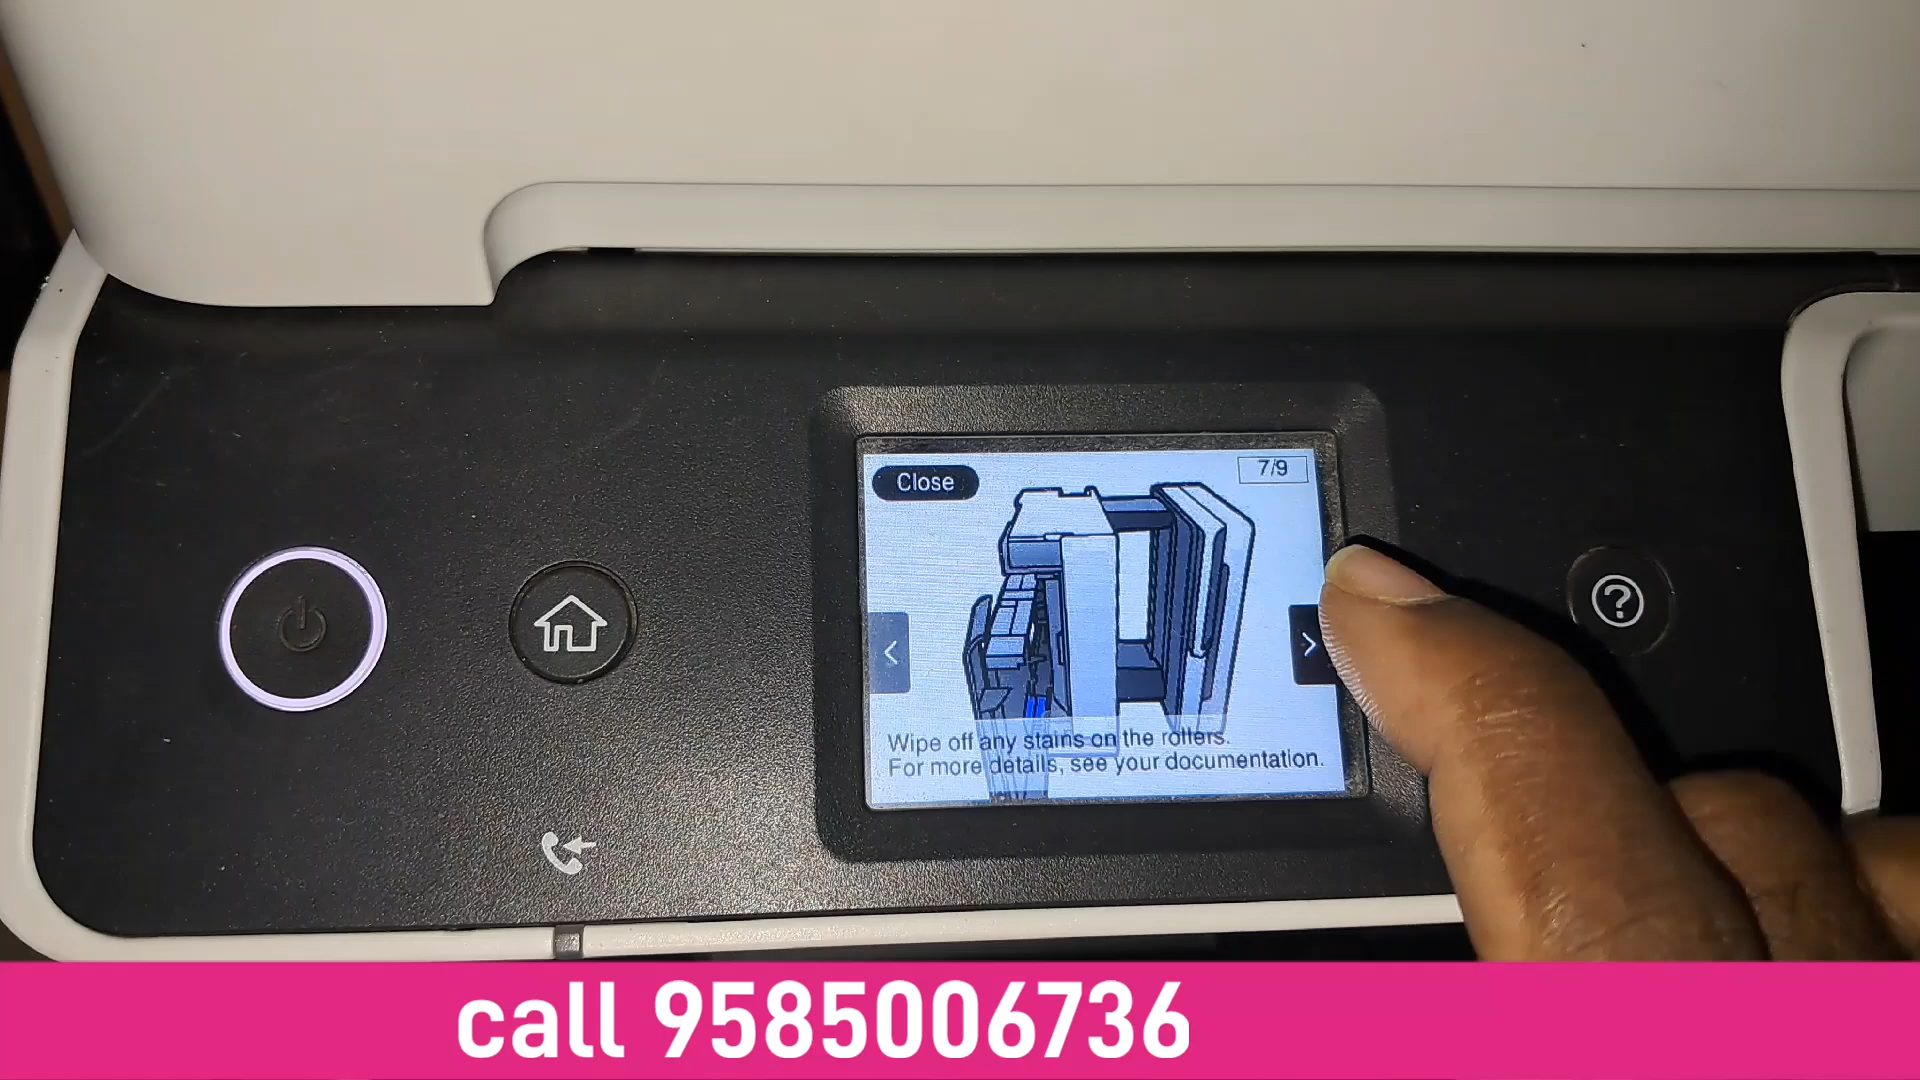 Close
7/9
<
>
?
Wipe off any stains on the rollers.
For more details, see your documentation.
call 9585006736